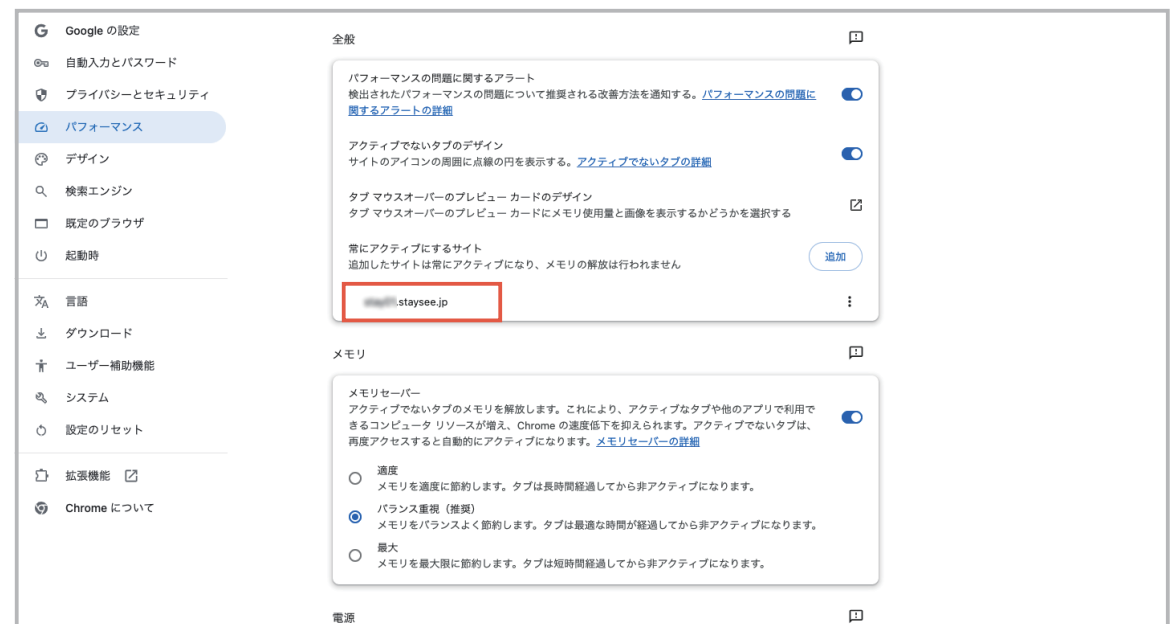 Google の設定
自動入力とパスワード
プライバシーとセキュリティ
パフォーマンス
デザイン
検索エンジン
既定のブラウザ
起動時
言語
ダウンロード
ユーザー補助機能
システム
設定のリセット
拡張機能
Chrome について
全般
パフォーマンスの問題に関するアラート
検出されたパフォーマンスの問題について推奨される改善方法を通知する。パフォーマンスの問題に
関するアラートの詳細
アクティブでないタブのデザイン
サイトのアイコンの周囲に点線の円を表示する。アクティブでないタブの詳細
タブ マウスオーバーのプレビュー カードのデザイン
タブ マウスオーバーのプレビュー カードにメモリ使用量と画像を表示するかどうかを選択する
常にアクティブにするサイト
追加したサイトは常にアクティブになり、メモリの解放は行われません
追加
.staysee.jp
メモリ
メモリセーバー
アクティブでないタブのメモリを解放します。これにより、アクティブなタブや他のアプリで利用で
きるコンピュータ リソースが増え、Chrome の速度低下を抑えられます。アクティブでないタブは、
再度アクセスすると自動的にアクティブになります。メモリセーバーの詳細
適度
メモリを適度に節約します。タブは長時間経過してから非アクティブになります。
バランス重視（推奨）
メモリをバランスよく節約します。タブは最適な時間が経過してから非アクティブになります。
最大
メモリを最大限に節約します。タブは短時間経過してから非アクティブになります。
電源